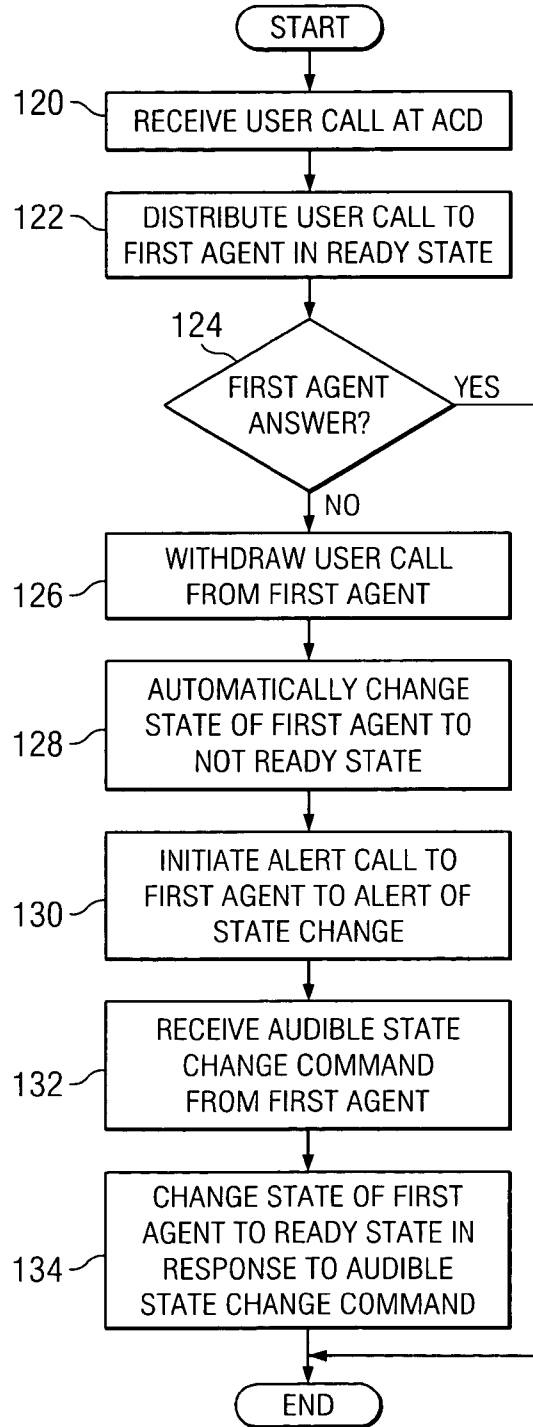 START
120
RECEIVE USER CALL AT ACD
122
DISTRIBUTE USER CALL TO
FIRST AGENT IN READY STATE
124
FIRST AGENT
ANSWER?
YES
NO
126
WITHDRAW USER CALL
FROM FIRST AGENT
128
AUTOMATICALLY CHANGE
STATE OF FIRST AGENT TO
NOT READY STATE
130
INITIATE ALERT CALL TO
FIRST AGENT TO ALERT OF
STATE CHANGE
132
RECEIVE AUDIBLE STATE
CHANGE COMMAND
FROM FIRST AGENT
134
CHANGE STATE OF FIRST
AGENT TO READY STATE IN
RESPONSE TO AUDIBLE
STATE CHANGE COMMAND
END